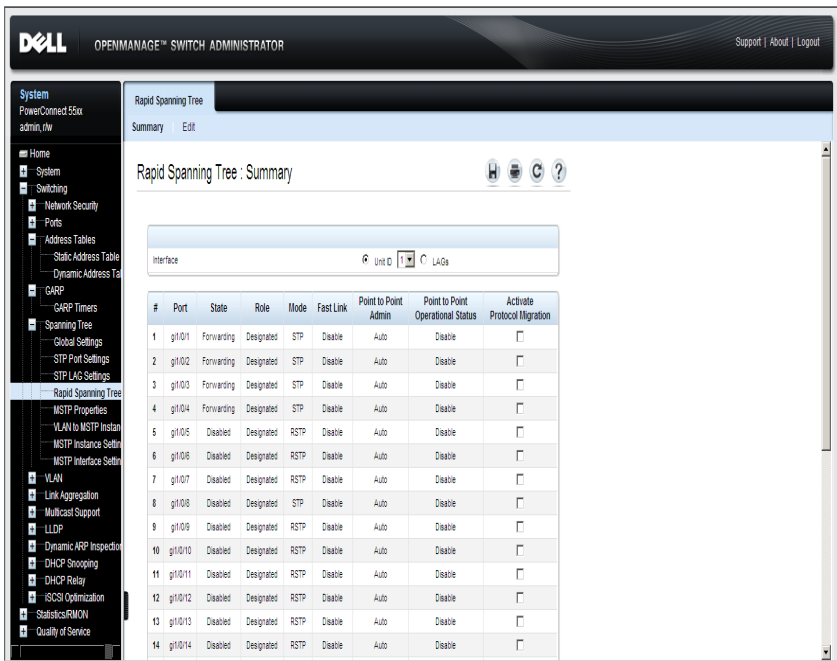 DELL OPENMANAGE™ SWITCH ADMINISTRATOR Support | About | Logout
System
PowerConnect 55xx
admin, r/w
Home
System
Switching
Network Security
Ports
Address Tables
Static Address Table
Dynamic Address Tal
GARP
GARP Timers
Spanning Tree
Global Settings
STP Port Settings
STP LAG Settings
Rapid Spanning Tree
MSTP Properties
VLAN to MSTP Instan
MSTP Instance Settin
MSTP Interface Settin
VLAN
Link Aggregation
Multicast Support
LLDP
Dynamic ARP Inspection
DHCP Snooping
DHCP Relay
iSCSI Optimization
Statistics/RMON
Quality of Service
Rapid Spanning Tree
Summary Edit
Rapid Spanning Tree : Summary
Interface Unit ID 1 LAGs
# Port State Role Mode Fast Link Point to Point Admin Point to Point Operational Status Activate Protocol Migration
1 gi1/0/1 Forwarding Designated STP Disable Auto Disable
2 gi1/0/2 Forwarding Designated STP Disable Auto Disable
3 gi1/0/3 Forwarding Designated STP Disable Auto Disable
4 gi1/0/4 Forwarding Designated STP Disable Auto Disable
5 gi1/0/5 Disabled Designated RSTP Disable Auto Disable
6 gi1/0/6 Disabled Designated RSTP Disable Auto Disable
7 gi1/0/7 Disabled Designated RSTP Disable Auto Disable
8 gi1/0/8 Disabled Designated STP Disable Auto Disable
9 gi1/0/9 Disabled Designated RSTP Disable Auto Disable
10 gi1/0/10 Disabled Designated RSTP Disable Auto Disable
11 gi1/0/11 Disabled Designated RSTP Disable Auto Disable
12 gi1/0/12 Disabled Designated RSTP Disable Auto Disable
13 gi1/0/13 Disabled Designated RSTP Disable Auto Disable
14 gi1/0/14 Disabled Designated RSTP Disable Auto Disable